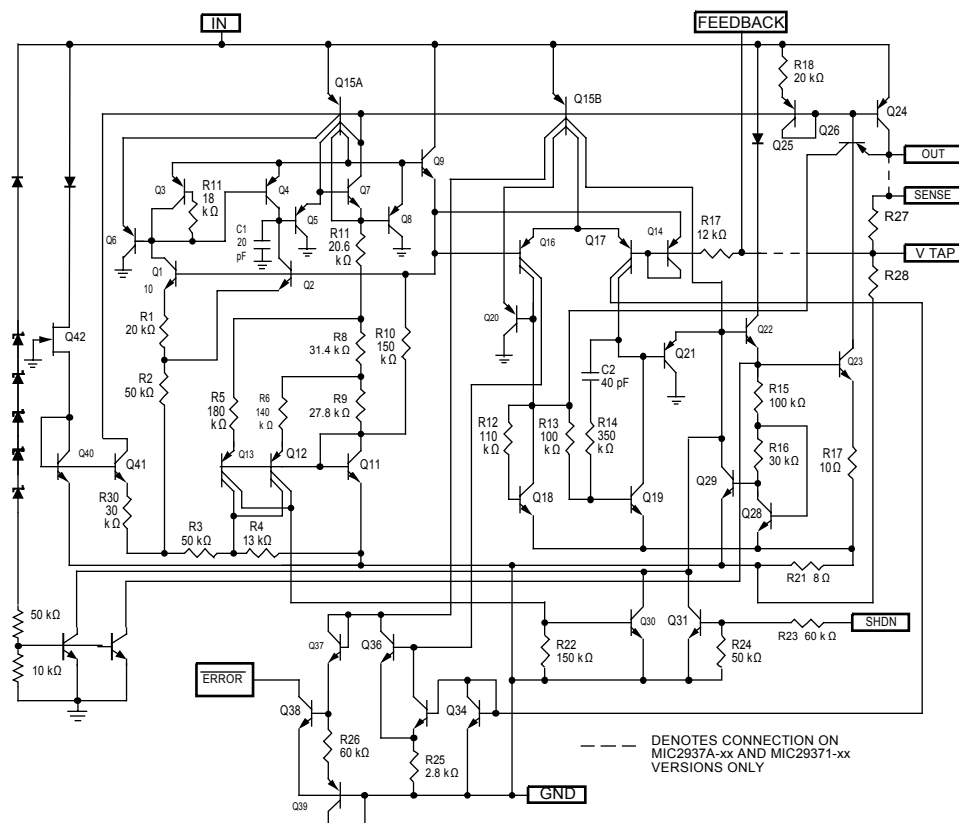 IN
FEEDBACK
R18
20 kΩ
Q15A
Q15B
Q24
Q26
Q25
Q9
OUT
Q3
R11
18
kΩ
Q4
Q7
SENSE
C1
20
pF
Q5
Q8
R27
Q6
R11
20.6
kΩ
Q16
Q17
Q14
R17
12 kΩ
V TAP
Q1
10
Q2
R28
R1
20 kΩ
R10
150
kΩ
Q20
Q22
Q42
R8
31.4 kΩ
Q21
Q23
R2
50 kΩ
C2
40 pF
R5
180
kΩ
R6
140
kΩ
R9
27.8 kΩ
R15
100 kΩ
R12
110
kΩ
R13
100
kΩ
R14
350
kΩ
R16
30 kΩ
R17
10Ω
Q40
Q41
Q13
Q12
Q11
Q29
R30
30
kΩ
Q18
Q19
Q28
R3
50 kΩ
R4
13 kΩ
R21 8 Ω
50 kΩ
10 kΩ
Q37
Q36
R22
150 kΩ
Q30
Q31
R24
50 kΩ
R23 60 kΩ
SHDN
ERROR
Q38
Q34
R26
60 kΩ
R25
2.8 kΩ
DENOTES CONNECTION ON
MIC2937A-xx AND MIC29371-xx
VERSIONS ONLY
Q39
GND